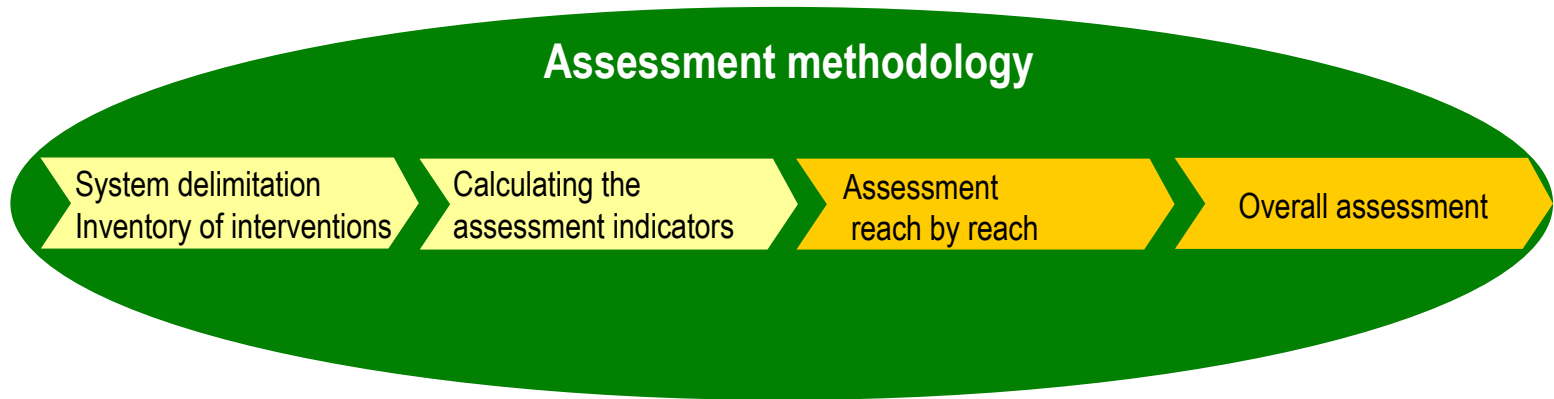 Assessment methodology
System delimitation
Inventory of interventions
Calculating the
assessment indicators
Assessment
reach by reach
Overall assessment